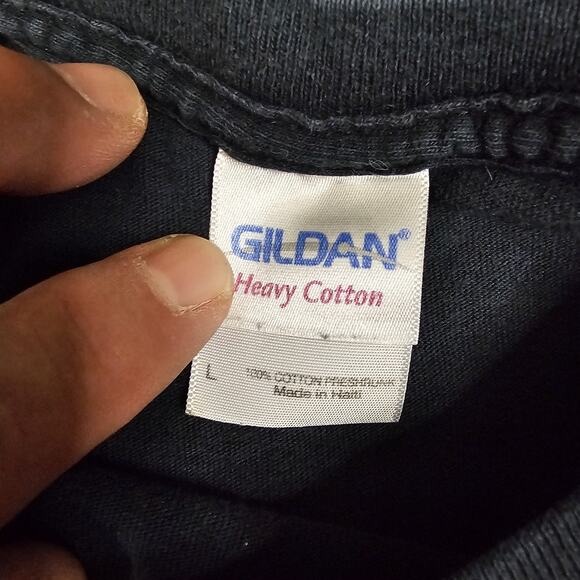 GILDAN®
Heavy Cotton
L
100% COTTON PRESHRUNK
Made in Haiti